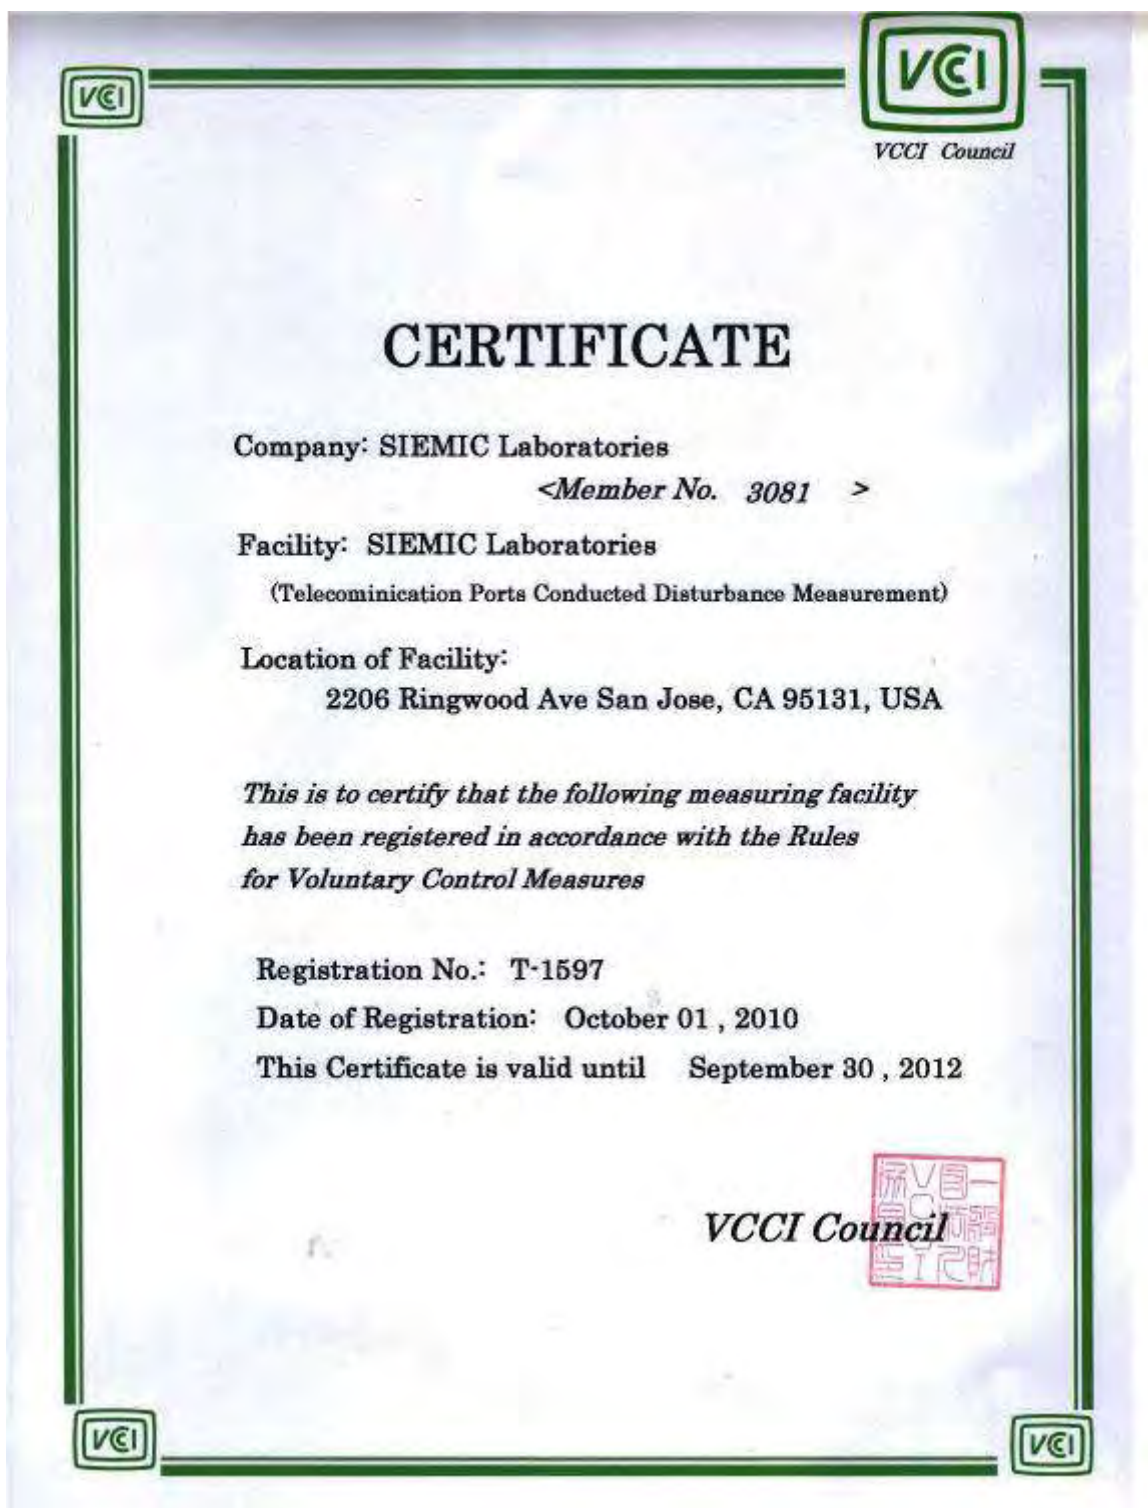 VCCI
VCCI
VCCI Council
CERTIFICATE
Company: SIEMIC Laboratories
<Member No. 3081 >
Facility: SIEMIC Laboratories
(Telecominication Ports Conducted Disturbance Measurement)
Location of Facility:
2206 Ringwood Ave San Jose, CA 95131, USA
This is to certify that the following measuring facility
has been registered in accordance with the Rules
for Voluntary Control Measures
Registration No.: T-1597
Date of Registration: October 01 , 2010
This Certificate is valid until September 30 , 2012
VCCI Council
VCCI
VCCI